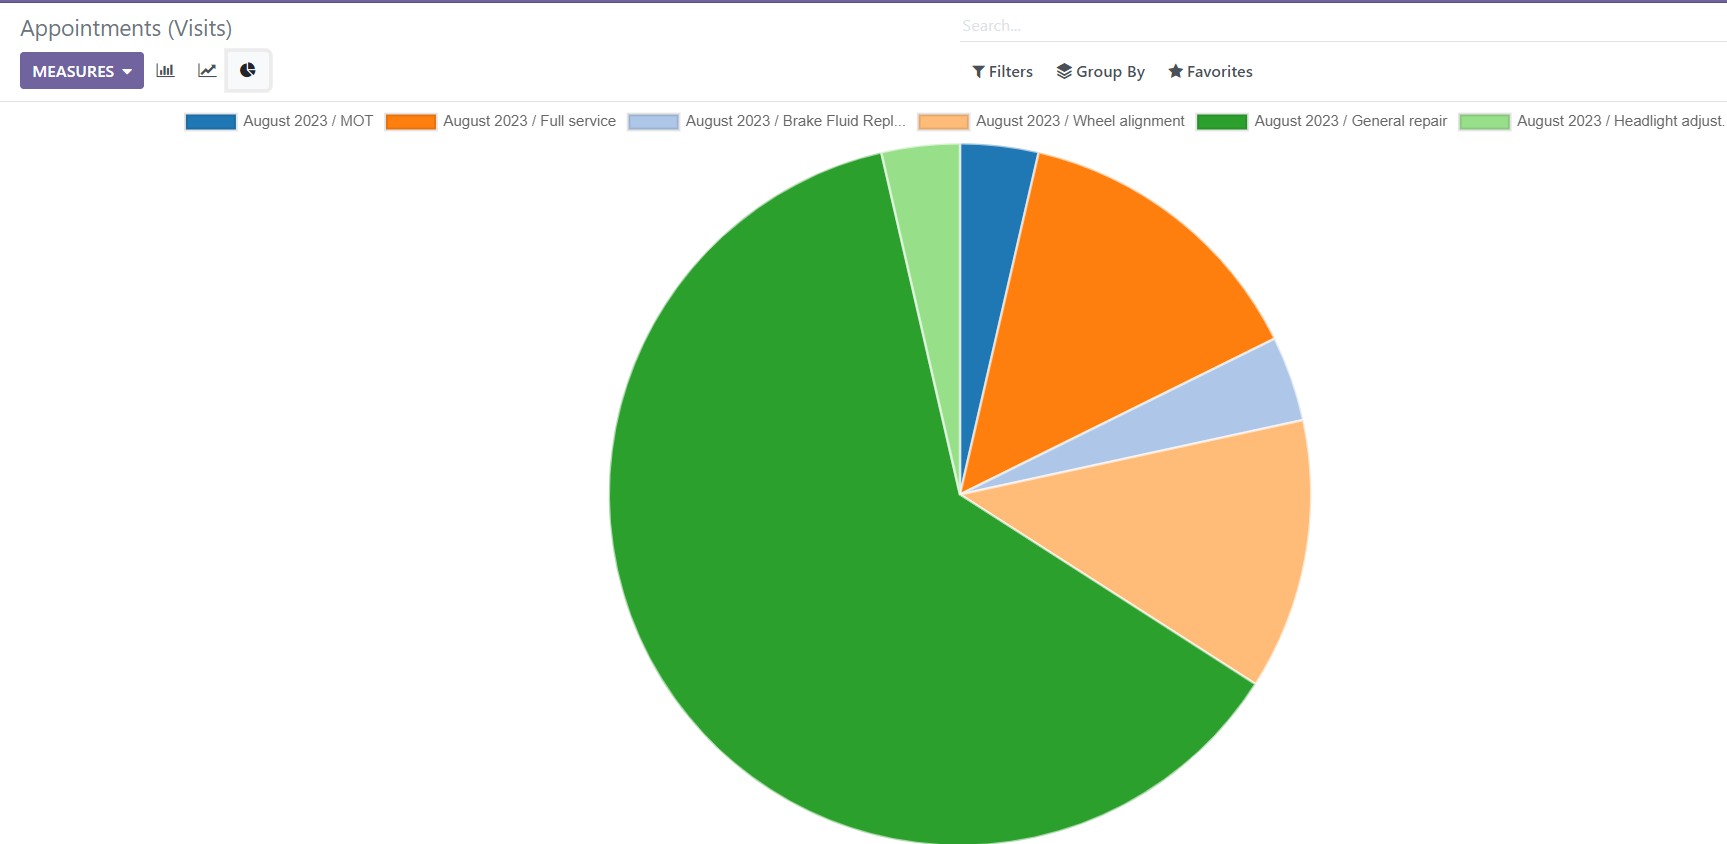 Appointments (Visits)
Search...
MEASURES
Filters Group By Favorites
August 2023 / MOT August 2023 / Full service August 2023 / Brake Fluid Repl... August 2023 / Wheel alignment August 2023 / General repair August 2023 / Headlight adjust.